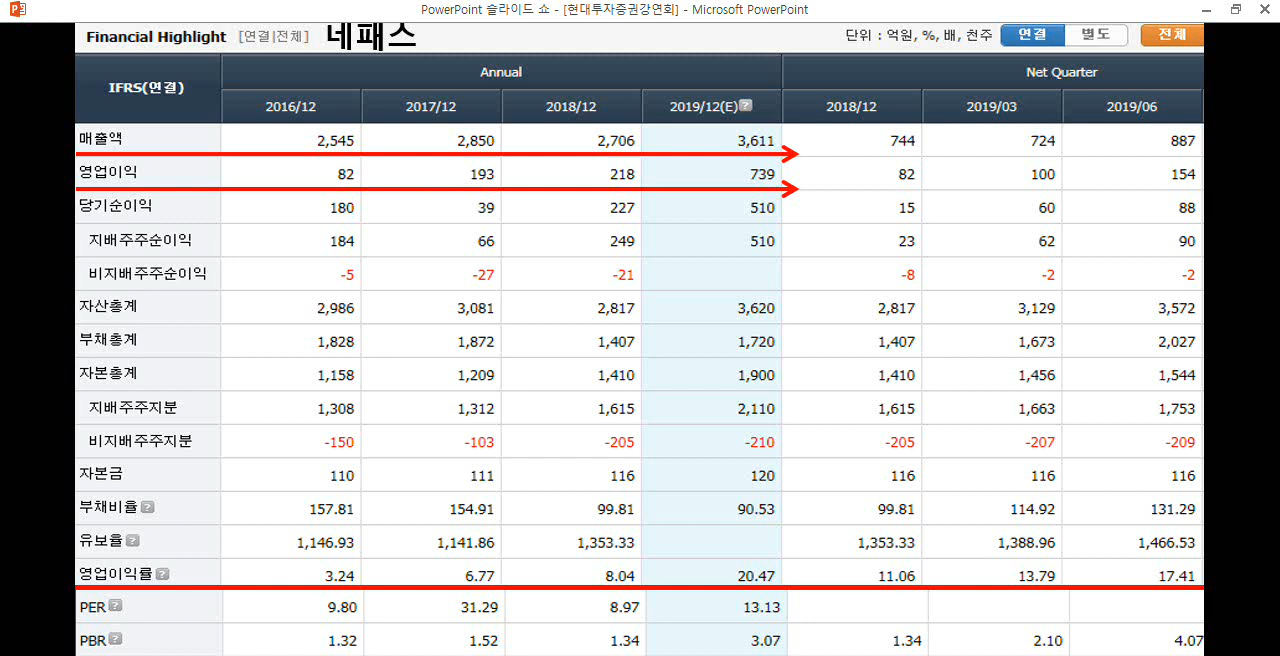 PowerPoint 슬라이드 쇼 - [현대투자증권강연회] - Microsoft PowerPoint
Financial Highlight [연결|전체] 네패스 단위 : 억원, %, 배, 천주 연결 별도 전체
IFRS(연결) Annual Net Quarter
2016/12 2017/12 2018/12 2019/12(E) 2018/12 2019/03 2019/06
매출액 2,545 2,850 2,706 3,611 744 724 887
영업이익 82 193 218 739 82 100 154
당기순이익 180 39 227 510 15 60 88
지배주주순이익 184 66 249 510 23 62 90
비지배주주순이익 -5 -27 -21 -8 -2 -2
자산총계 2,986 3,081 2,817 3,620 2,817 3,129 3,572
부채총계 1,828 1,872 1,407 1,720 1,407 1,673 2,027
자본총계 1,158 1,209 1,410 1,900 1,410 1,456 1,544
지배주주지분 1,308 1,312 1,615 2,110 1,615 1,663 1,753
비지배주주지분 -150 -103 -205 -210 -205 -207 -209
자본금 110 111 116 120 116 116 116
부채비율 157.81 154.91 99.81 90.53 99.81 114.92 131.29
유보율 1,146.93 1,141.86 1,353.33 1,353.33 1,388.96 1,466.53
영업이익률 3.24 6.77 8.04 20.47 11.06 13.79 17.41
PER 9.80 31.29 8.97 13.13
PBR 1.32 1.52 1.34 3.07 1.34 2.10 4.07